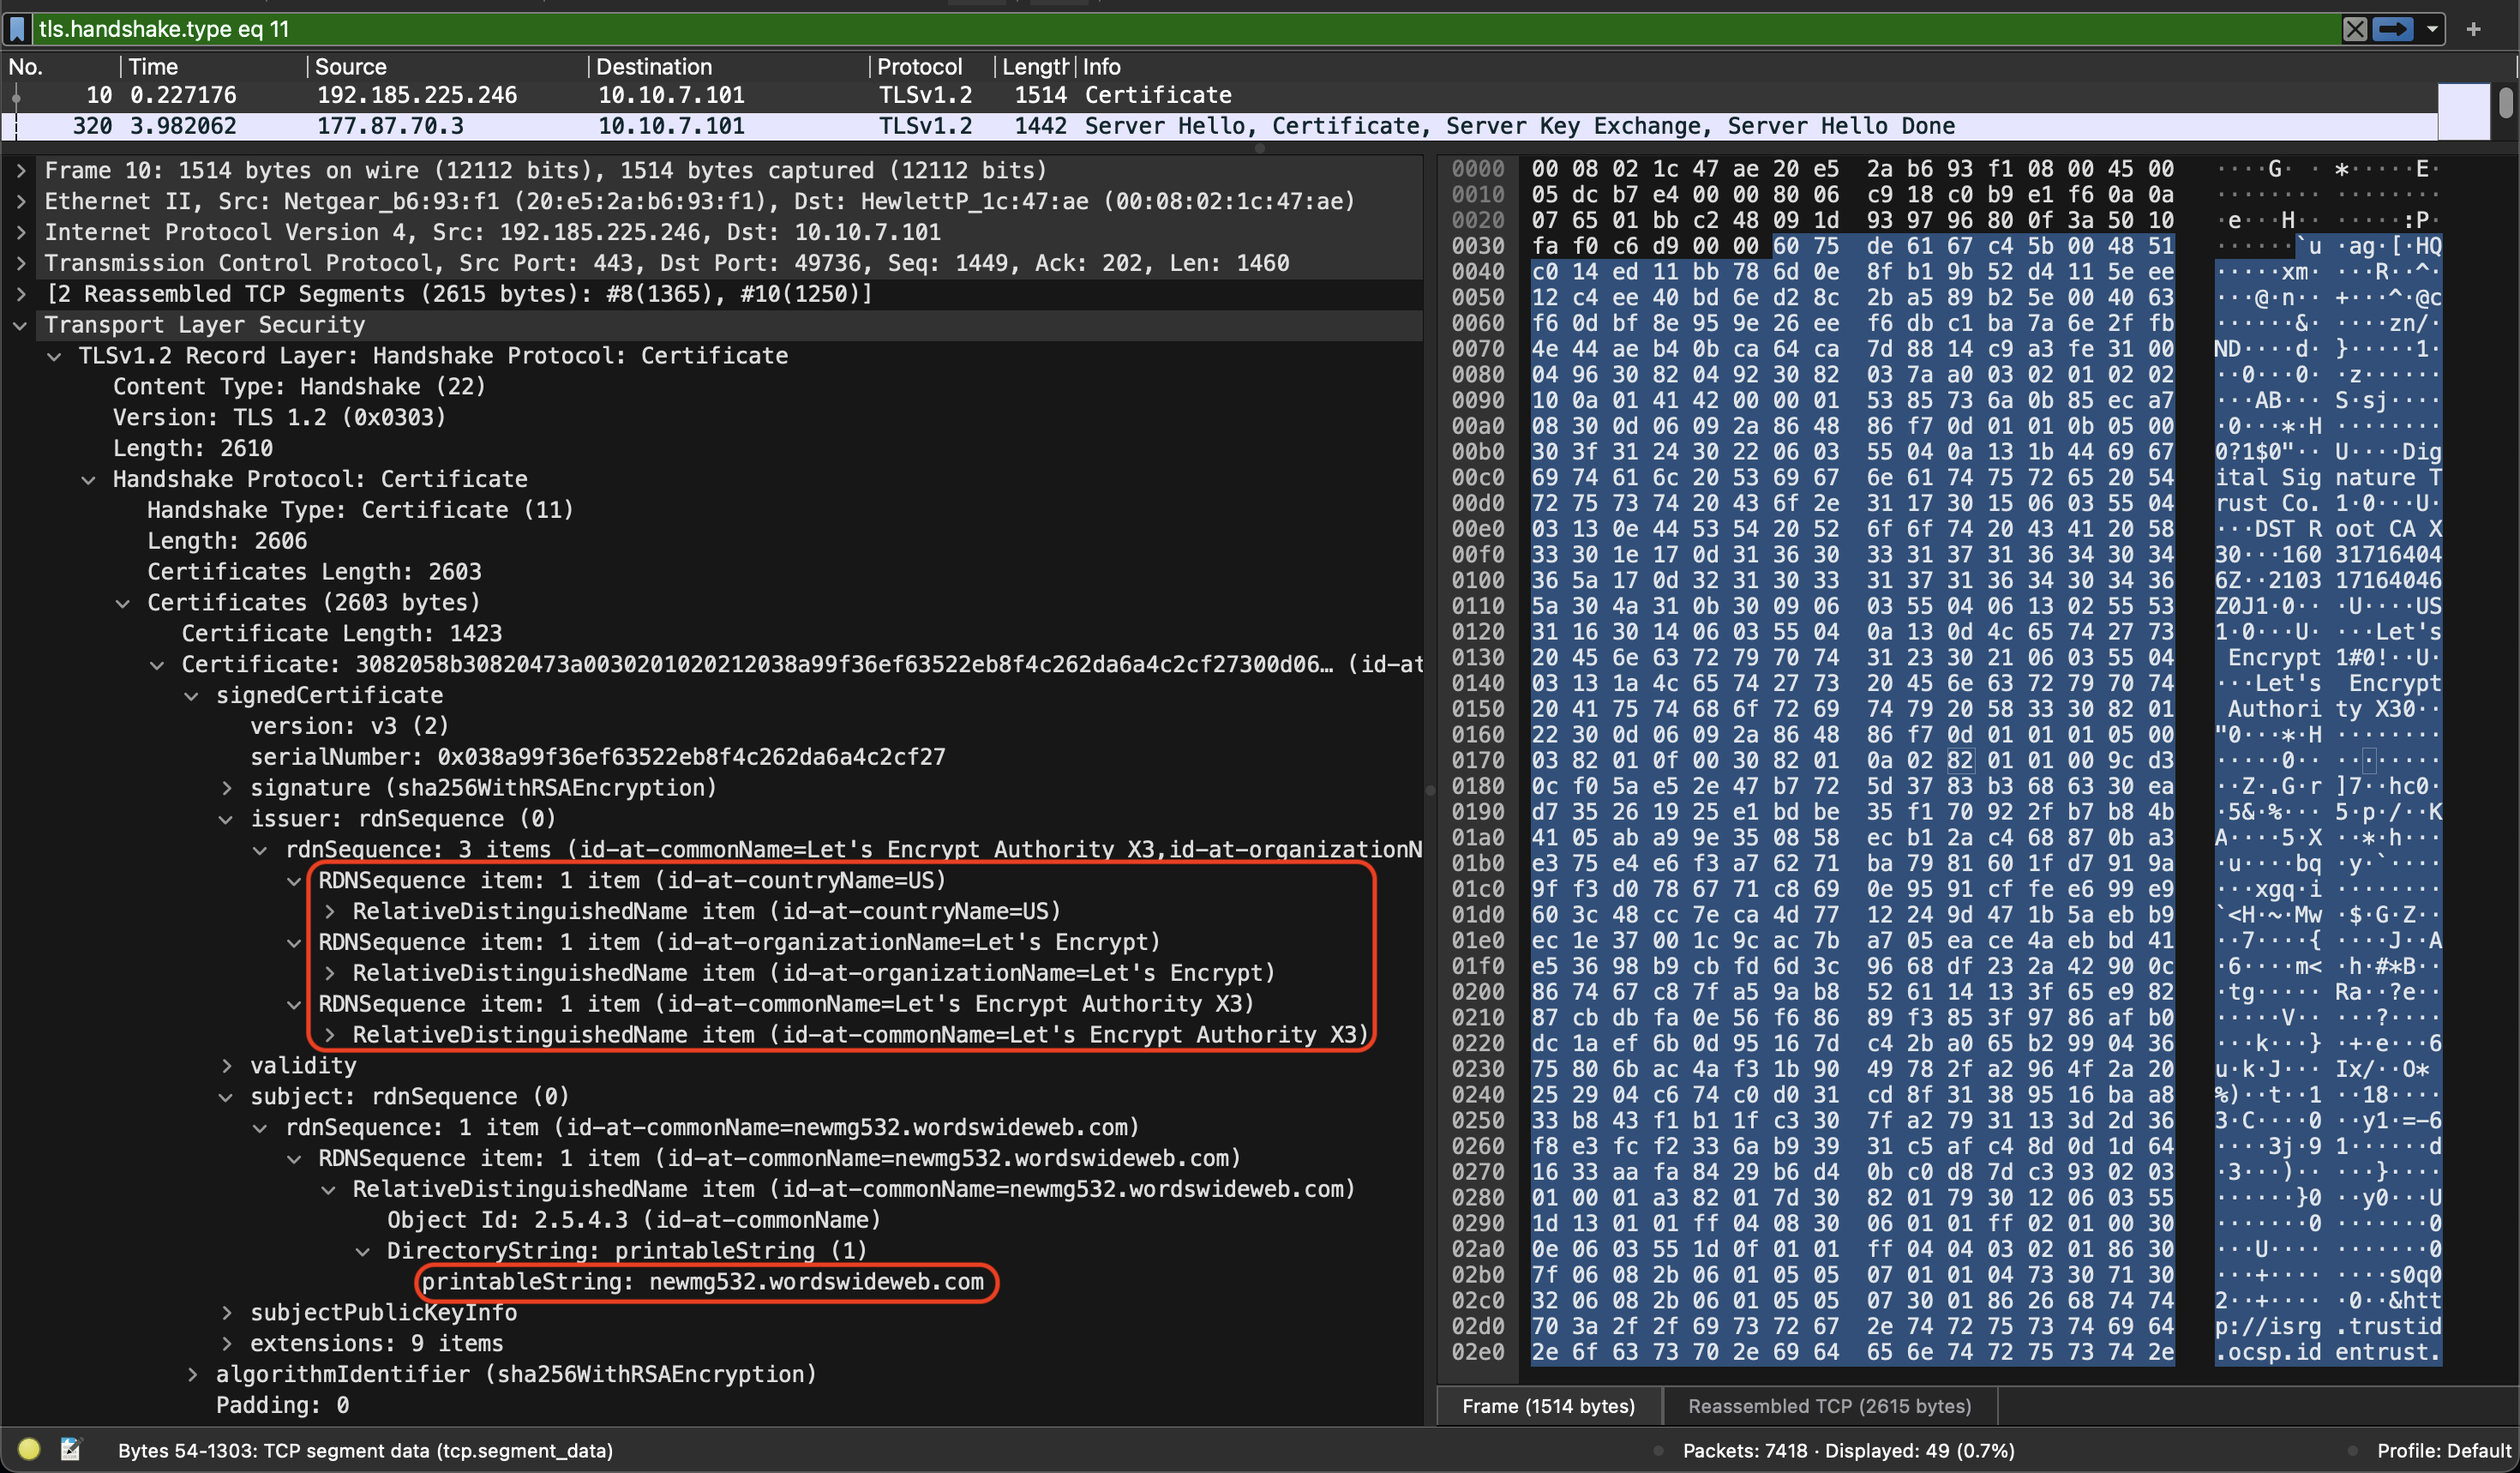 tls.handshake.type eq 11
No. Time Source Destination Protocol Length Info
10 0.227176 192.185.225.246 10.10.7.101 TLSv1.2 1514 Certificate
320 3.982062 177.87.70.3 10.10.7.101 TLSv1.2 1442 Server Hello, Certificate, Server Key Exchange, Server Hello Done
Frame 10: 1514 bytes on wire (12112 bits), 1514 bytes captured (12112 bits)
Ethernet II, Src: Netgear_b6:93:f1 (20:e5:2a:b6:93:f1), Dst: HewlettP_1c:47:ae (00:08:02:1c:47:ae)
Internet Protocol Version 4, Src: 192.185.225.246, Dst: 10.10.7.101
Transmission Control Protocol, Src Port: 443, Dst Port: 49736, Seq: 1449, Ack: 202, Len: 1460
[2 Reassembled TCP Segments (2615 bytes): #8(1365), #10(1250)]
Transport Layer Security
TLSv1.2 Record Layer: Handshake Protocol: Certificate
Content Type: Handshake (22)
Version: TLS 1.2 (0x0303)
Length: 2610
Handshake Protocol: Certificate
Handshake Type: Certificate (11)
Length: 2606
Certificates Length: 2603
Certificates (2603 bytes)
Certificate Length: 1423
Certificate: 3082058b30820473a0030201020212038a99f36ef63522eb8f4c262da6a4c2cf27300d06… (id-at
signedCertificate
version: v3 (2)
serialNumber: 0x038a99f36ef63522eb8f4c262da6a4c2cf27
signature (sha256WithRSAEncryption)
issuer: rdnSequence (0)
rdnSequence: 3 items (id-at-commonName=Let's Encrypt Authority X3,id-at-organizationN
RDNSequence item: 1 item (id-at-countryName=US)
RelativeDistinguishedName item (id-at-countryName=US)
RDNSequence item: 1 item (id-at-organizationName=Let's Encrypt)
RelativeDistinguishedName item (id-at-organizationName=Let's Encrypt)
RDNSequence item: 1 item (id-at-commonName=Let's Encrypt Authority X3)
RelativeDistinguishedName item (id-at-commonName=Let's Encrypt Authority X3)
validity
subject: rdnSequence (0)
rdnSequence: 1 item (id-at-commonName=newmg532.wordswideweb.com)
RDNSequence item: 1 item (id-at-commonName=newmg532.wordswideweb.com)
RelativeDistinguishedName item (id-at-commonName=newmg532.wordswideweb.com)
Object Id: 2.5.4.3 (id-at-commonName)
DirectoryString: printableString (1)
printableString: newmg532.wordswideweb.com
subjectPublicKeyInfo
extensions: 9 items
algorithmIdentifier (sha256WithRSAEncryption)
Padding: 0
0000 00 08 02 1c 47 ae 20 e5 2a b6 93 f1 08 00 45 00 ····G· · *·····E·
0010 05 dc b7 e4 00 00 80 06 c9 18 c0 b9 e1 f6 0a 0a ········ ········
0020 07 65 01 bb c2 48 09 1d 93 97 96 80 0f 3a 50 10 ·e···H·· ·····:P·
0030 fa f0 c6 d9 00 00 60 75 de 61 67 c4 5b 00 48 51 ······`u ·ag·[·HQ
0040 c0 14 ed 11 bb 78 6d 0e 8f b1 9b 52 d4 11 5e ee ·····xm· ···R··^·
0050 12 c4 ee 40 bd 6e d2 8c 2b a5 89 b2 5e 00 40 63 ···@·n·· +···^·@c
0060 f6 0d bf 8e 95 9e 26 ee f6 db c1 ba 7a 6e 2f fb ······&· ····zn/·
0070 4e 44 ae b4 0b ca 64 ca 7d 88 14 c9 a3 fe 31 00 ND····d· }·····1·
0080 04 96 30 82 04 92 30 82 03 7a a0 03 02 01 02 02 ··0···0· ·z······
0090 10 0a 01 41 42 00 00 01 53 85 73 6a 0b 85 ec a7 ···AB··· S·sj····
00a0 08 30 0d 06 09 2a 86 48 86 f7 0d 01 01 0b 05 00 ·0···*·H ········
00b0 30 3f 31 24 30 22 06 03 55 04 0a 13 1b 44 69 67 0?1$0"·· U····Dig
00c0 69 74 61 6c 20 53 69 67 6e 61 74 75 72 65 20 54 ital Sig nature T
00d0 72 75 73 74 20 43 6f 2e 31 17 30 15 06 03 55 04 rust Co. 1·0···U·
00e0 03 13 0e 44 53 54 20 52 6f 6f 74 20 43 41 20 58 ···DST R oot CA X
00f0 33 30 1e 17 0d 31 36 30 33 31 37 31 36 34 30 34 30···160 31716404
0100 36 5a 17 0d 32 31 30 33 31 37 31 36 34 30 34 36 6Z··2103 17164046
0110 5a 30 4a 31 0b 30 09 06 03 55 04 06 13 02 55 53 Z0J1·0·· ·U····US
0120 31 16 30 14 06 03 55 04 0a 13 0d 4c 65 74 27 73 1·0···U· ···Let's
0130 20 45 6e 63 72 79 70 74 31 23 30 21 06 03 55 04 Encrypt 1#0!··U·
0140 03 13 1a 4c 65 74 27 73 20 45 6e 63 72 79 70 74 ···Let's Encrypt
0150 20 41 75 74 68 6f 72 69 74 79 20 58 33 30 82 01 Authori ty X30··
0160 22 30 0d 06 09 2a 86 48 86 f7 0d 01 01 01 05 00 "0···*·H ········
0170 03 82 01 0f 00 30 82 01 0a 02 82 01 01 00 9c d3 ·····0·· ········
0180 0c f0 5a e5 2e 47 b7 72 5d 37 83 b3 68 63 30 ea ··Z·.G·r ]7··hc0·
0190 d7 35 26 19 25 e1 bd be 35 f1 70 92 2f b7 b8 4b ·5&·%··· 5·p·/··K
01a0 41 05 ab a9 9e 35 08 58 ec b1 2a c4 68 87 0b a3 A····5·X ··*·h···
01b0 e3 75 e4 e6 f3 a7 62 71 ba 79 81 60 1f d7 91 9a ·u····bq ·y·`····
01c0 9f f3 d0 78 67 71 c8 69 0e 95 91 cf fe e6 99 e9 ···xgq·i ········
01d0 60 3c 48 cc 7e ca 4d 77 12 24 9d 47 1b 5a eb b9 `<H·~·Mw ·$·G·Z··
01e0 ec 1e 37 00 1c 9c ac 7b a7 05 ea ce 4a eb bd 41 ··7····{ ····J··A
01f0 e5 36 98 b9 cb fd 6d 3c 96 68 df 23 2a 42 90 0c ·6····m< ·h·#*B··
0200 86 74 67 c8 7f a5 9a b8 52 61 14 13 3f 65 e9 82 ·tg····· Ra··?e··
0210 87 cb db fa 0e 56 f6 86 89 f3 85 3f 97 86 af b0 ·····V·· ···?····
0220 dc 1a ef 6b 0d 95 16 7d c4 2b a0 65 b2 99 04 36 ···k···} ·+·e···6
0230 75 80 6b ac 4a f3 1b 90 49 78 2f a2 96 4f 2a 20 u·k·J··· Ix/··O*
0240 25 29 04 c6 74 c0 d0 31 cd 8f 31 38 95 16 ba a8 %)··t··1 ··18····
0250 33 b8 43 f1 b1 1f c3 30 7f a2 79 31 13 3d 2d 36 3·C····0 ··y1·=-6
0260 f8 e3 fc f2 33 6a b9 39 31 c5 af c4 8d 0d 1d 64 ····3j·9 1······d
0270 16 33 aa fa 84 29 b6 d4 0b c0 d8 7d c3 93 02 03 ·3···)·· ···}····
0280 01 00 01 a3 82 01 7d 30 82 01 79 30 12 06 03 55 ······}0 ··y0···U
0290 1d 13 01 01 ff 04 08 30 06 01 01 ff 02 01 00 30 ·······0 ·······0
02a0 0e 06 03 55 1d 0f 01 01 ff 04 04 03 02 01 86 30 ···U···· ·······0
02b0 7f 06 08 2b 06 01 05 05 07 01 01 04 73 30 71 30 ···+···· ····s0q0
02c0 32 06 08 2b 06 01 05 05 07 30 01 86 26 68 74 74 2··+···· ·0··&htt
02d0 70 3a 2f 2f 69 73 72 67 2e 74 72 75 73 74 69 64 p://isrg .trustid
02e0 2e 6f 63 73 70 2e 69 64 65 6e 74 72 75 73 74 2e .ocsp.id entrust.
Frame (1514 bytes) Reassembled TCP (2615 bytes)
Bytes 54-1303: TCP segment data (tcp.segment_data) Packets: 7418 · Displayed: 49 (0.7%) Profile: Default